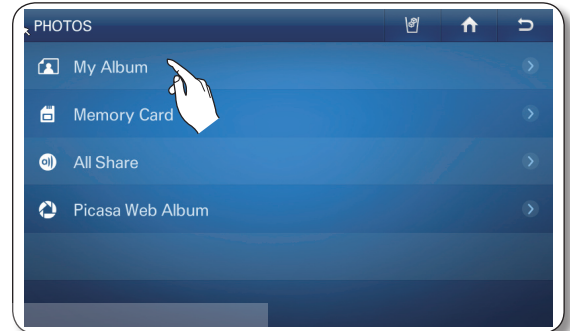 PHOTOS
My Album
Memory Card
All Share
Picasa Web Album